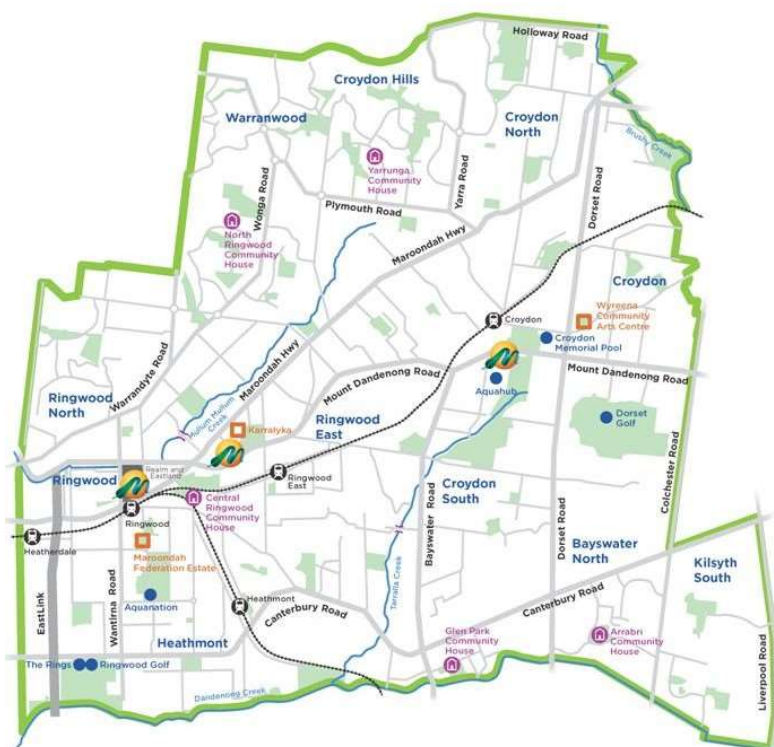 Holloway Road
Croydon Hills
Warranwood
Croydon
North
Brushy Creek
Yarrunga
Community
House
Yarra Road
Dorset Road
Wonga Road
Plymouth Road
North
Ringwood
Community
House
Maroondah Hwy
Croydon
Wyreena
Community
Arts Centre
Croydon
Croydon
Memorial Pool
Warrandyte Road
Maroondah Hwy
Mount Dandenong Road
Mount Dandenong Road
Aquahub
Ringwood
North
Mullum Mullum
Creek
Karralyka
Ringwood
East
Dorset
Golf
Colchester Road
Realm and
Eastland
Ringwood
Ringwood
East
Croydon
South
Central
Ringwood
Community
House
Ringwood
Bayswater Road
Dorset Road
Heatherdale
Maroondah
Federation Estate
Bayswater
North
Kilsyth
South
Tarralla Creek
EastLink
Wantirna Road
Aquanation
Heathmont
Canterbury Road
Canterbury Road
Heathmont
Glen Park
Community
House
Arrabri
Community
House
Liverpool Road
The Rings
Ringwood Golf
Dandenong Creek